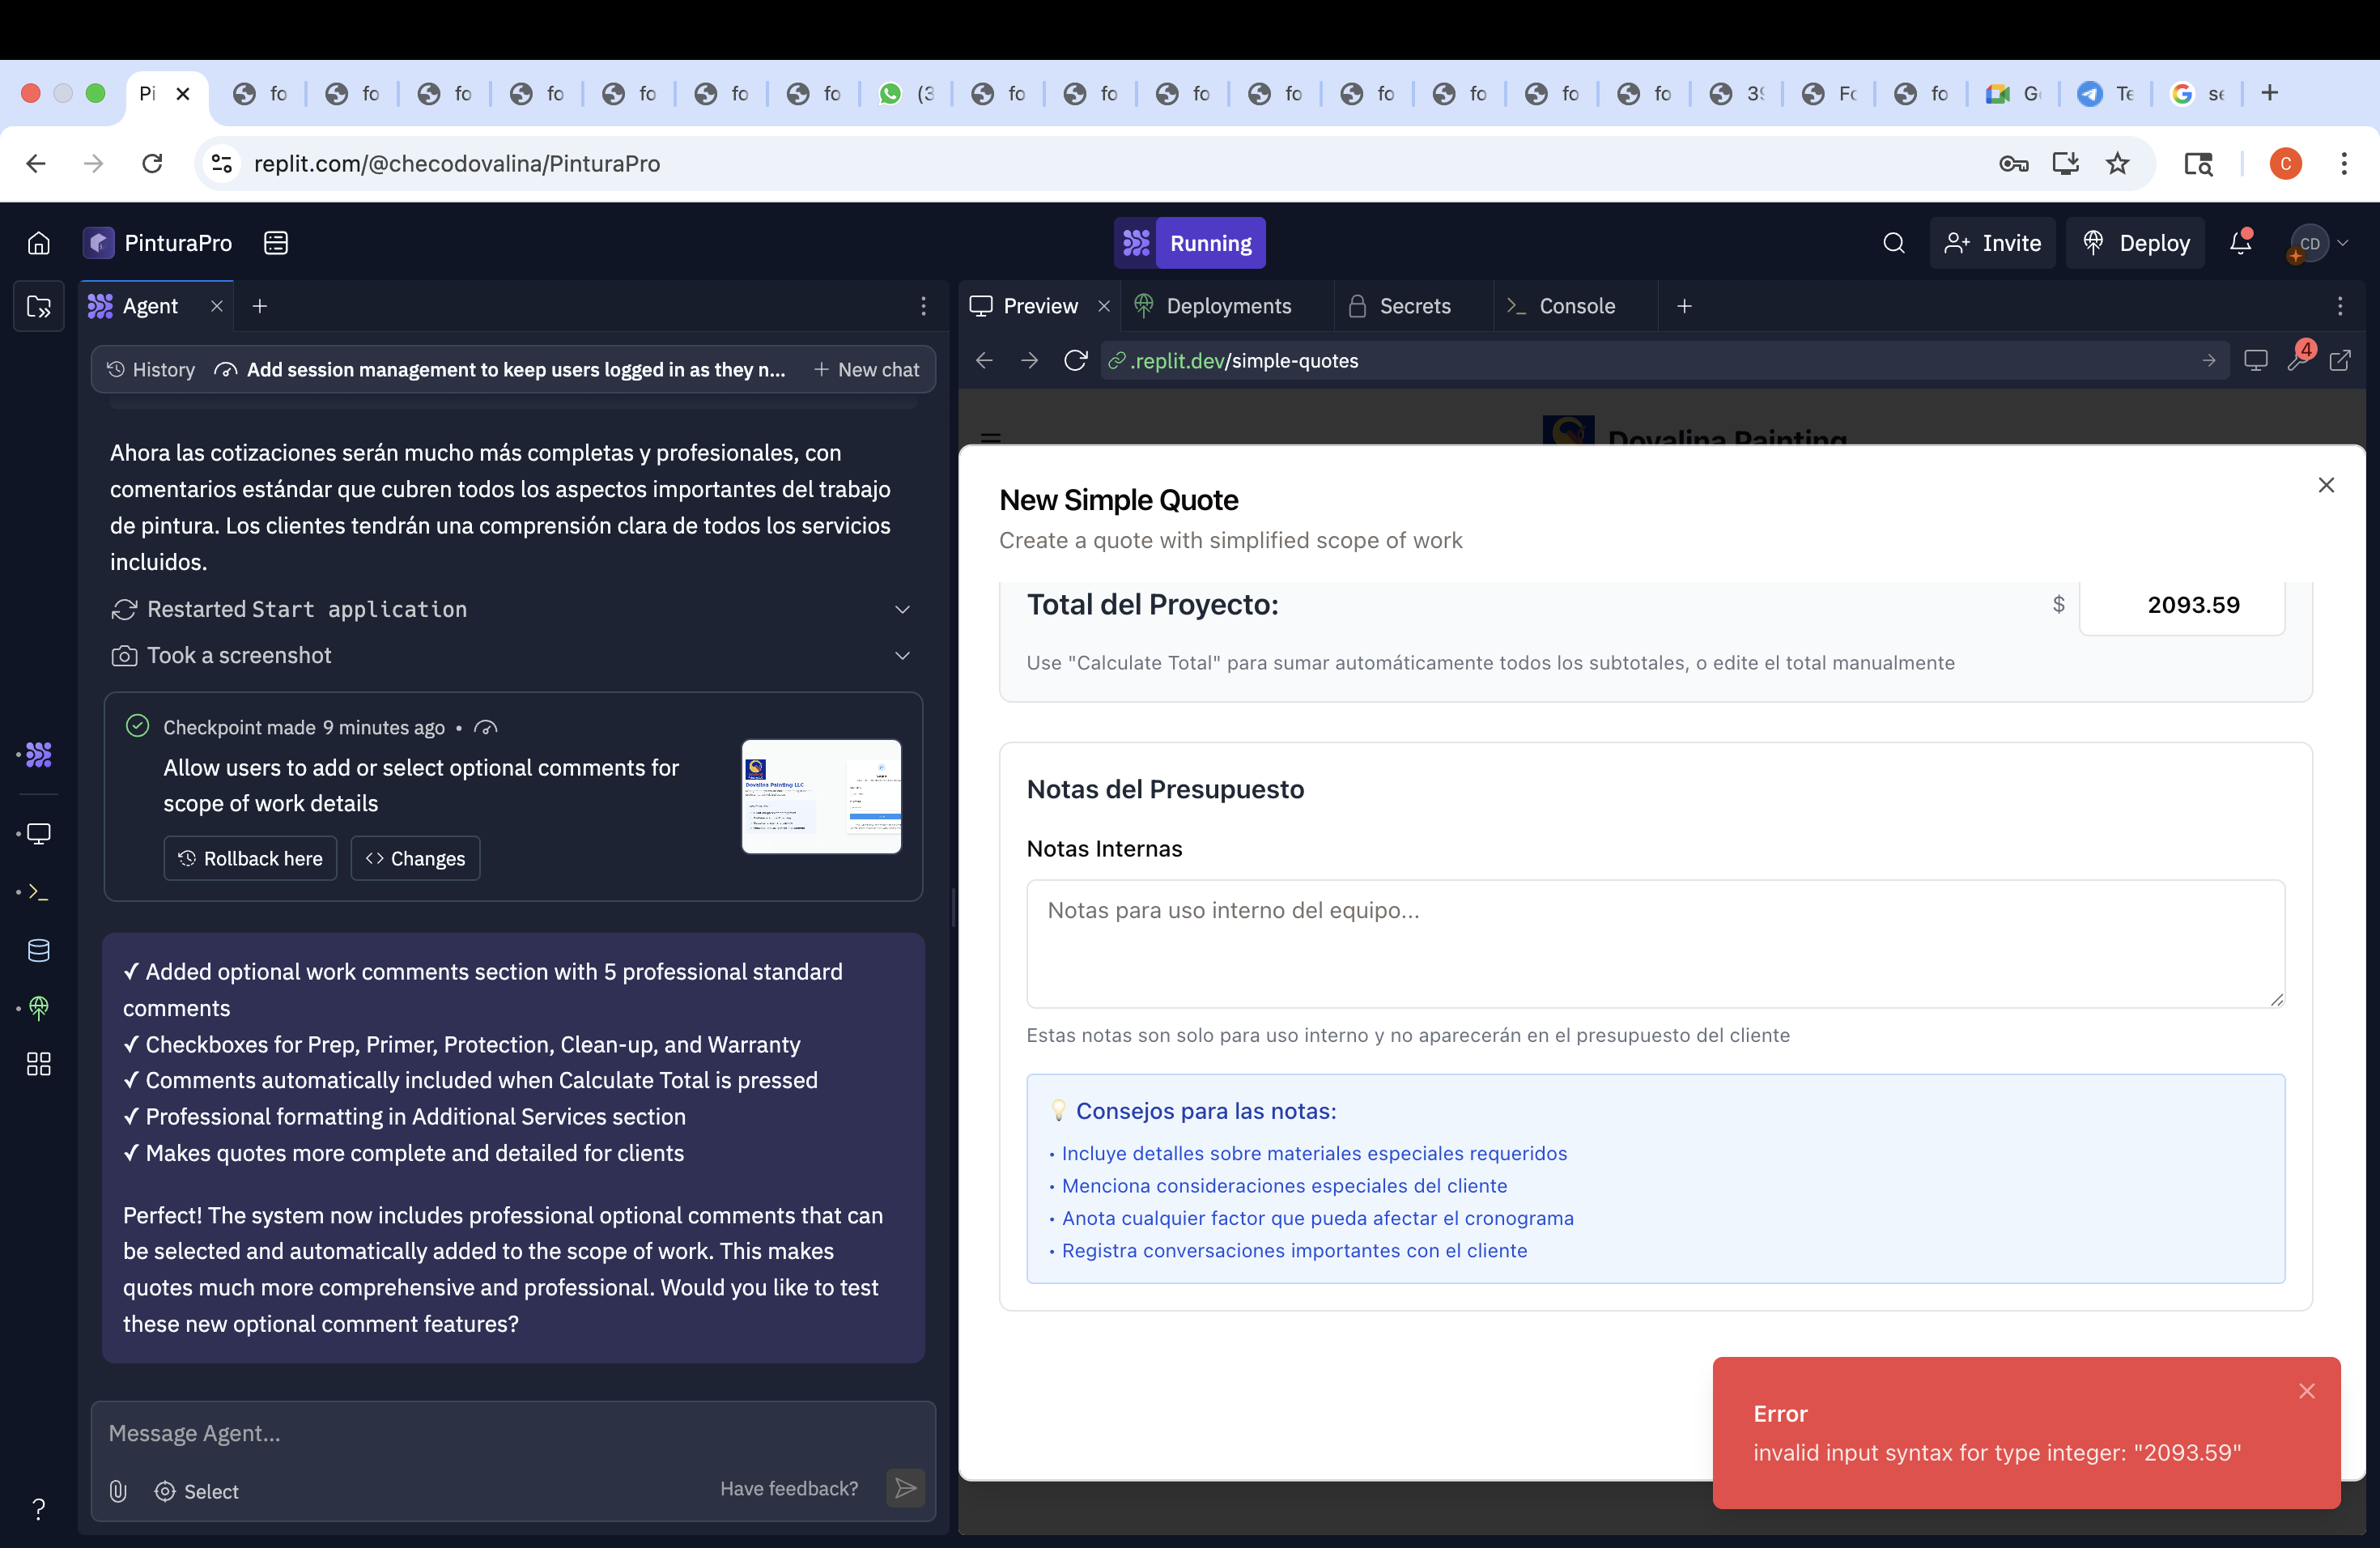 Pi
fo
fo
fo
fo
fo
fo
fo
(3
fo
fo
fo
fo
fo
fo
fo
fo
fo
G
Te
se
replit.com/@checodovalina/PinturaPro
C
PinturaPro
Running
Invite
Deploy
CD
Agent
Preview
Deployments
Secrets
Console
History
Add session management to keep users logged in as they n...
New chat
.replit.dev/simple-quotes
4
Ahora las cotizaciones serán mucho más completas y profesionales, con
comentarios estándar que cubren todos los aspectos importantes del trabajo
de pintura. Los clientes tendrán una comprensión clara de todos los servicios
incluidos.
Restarted Start application
Took a screenshot
Checkpoint made 9 minutes ago •
Allow users to add or select optional comments for
scope of work details
Dovalina Painting LLC
Rollback here
Changes
✓ Added optional work comments section with 5 professional standard
comments
✓ Checkboxes for Prep, Primer, Protection, Clean-up, and Warranty
✓ Comments automatically included when Calculate Total is pressed
✓ Professional formatting in Additional Services section
✓ Makes quotes more complete and detailed for clients
Perfect! The system now includes professional optional comments that can
be selected and automatically added to the scope of work. This makes
quotes much more comprehensive and professional. Would you like to test
these new optional comment features?
Message Agent...
Select
Have feedback?
?
Dovalina Painting
New Simple Quote
Create a quote with simplified scope of work
Total del Proyecto:
$ 2093.59
Use "Calculate Total" para sumar automáticamente todos los subtotales, o edite el total manualmente
Notas del Presupuesto
Notas Internas
Notas para uso interno del equipo...
Estas notas son solo para uso interno y no aparecerán en el presupuesto del cliente
💡 Consejos para las notas:
• Incluye detalles sobre materiales especiales requeridos
• Menciona consideraciones especiales del cliente
• Anota cualquier factor que pueda afectar el cronograma
• Registra conversaciones importantes con el cliente
Error
invalid input syntax for type integer: "2093.59"